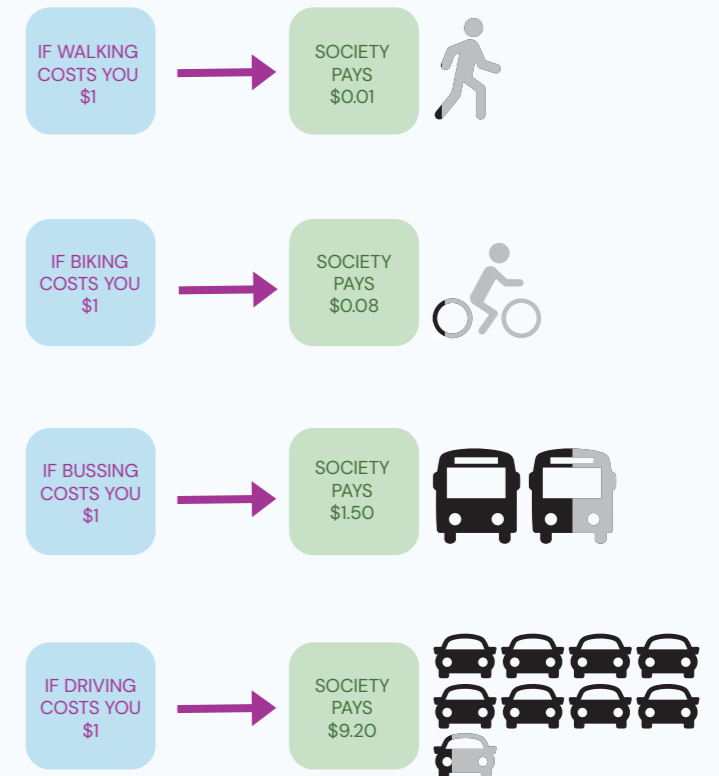 IF WALKING
COSTS YOU
$1
SOCIETY
PAYS
$0.01
IF BIKING
COSTS YOU
$1
SOCIETY
PAYS
$0.08
IF BUSSING
COSTS YOU
$1
SOCIETY
PAYS
$1.50
IF DRIVING
COSTS YOU
$1
SOCIETY
PAYS
$9.20